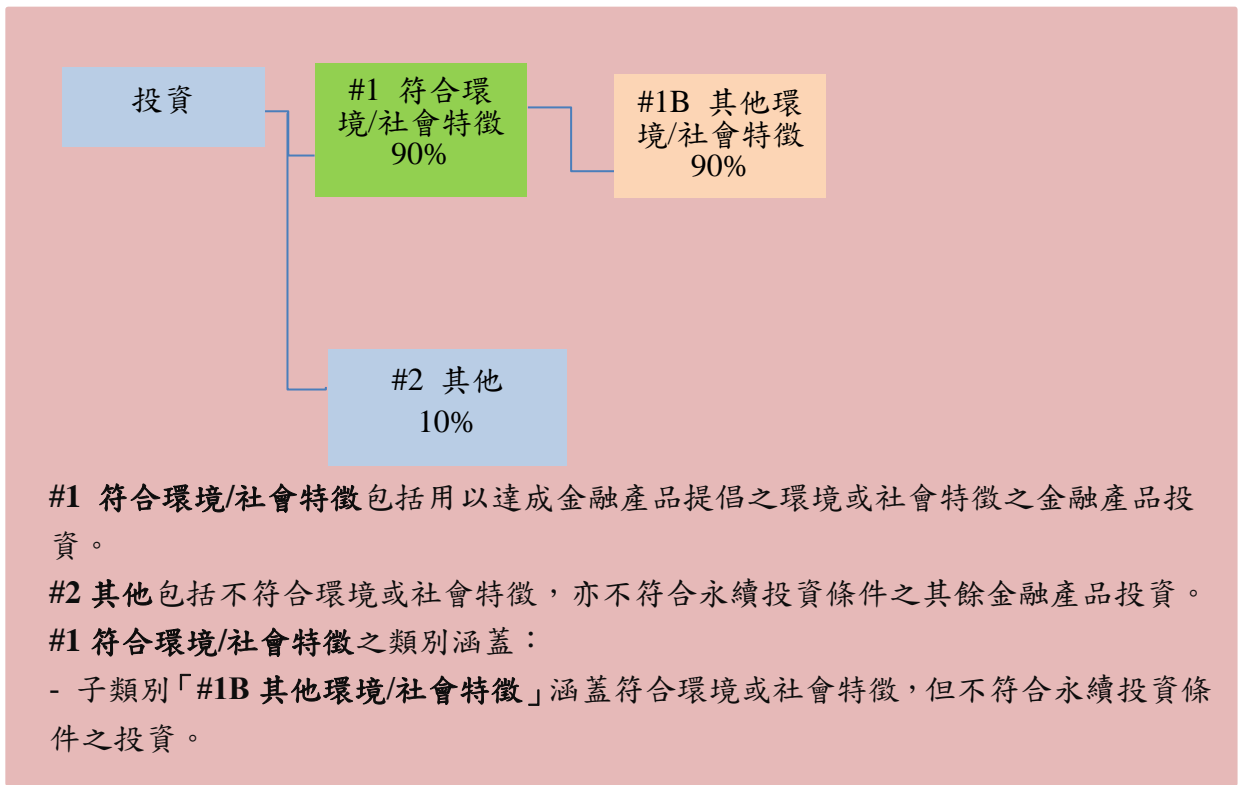 投資
#1 符合環
境/社會特徵
90%
#1B 其他環
境/社會特徵
90%
#2 其他
10%
#1 符合環境/社會特徵包括用以達成金融產品提倡之環境或社會特徵之金融產品投
資。
#2 其他包括不符合環境或社會特徵，亦不符合永續投資條件之其餘金融產品投資。
#1 符合環境/社會特徵之類別涵蓋：
- 子類別「#1B 其他環境/社會特徵」涵蓋符合環境或社會特徵，但不符合永續投資條
件之投資。